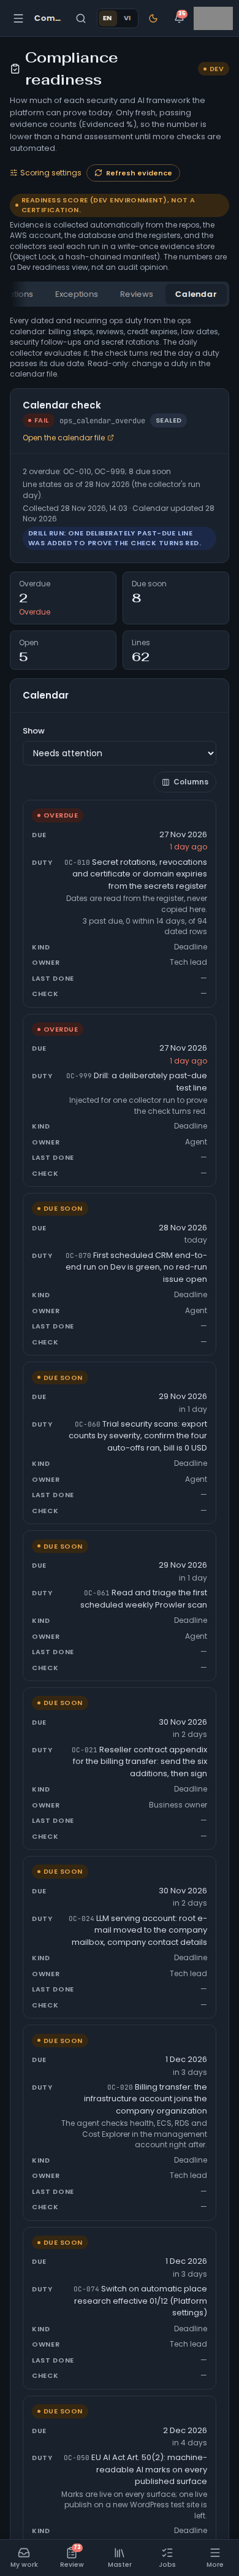 Com...
EN
VI
Compliance
readiness
DEV
How much of each security and AI framework the
platform can prove today. Only fresh, passing
evidence counts (Evidenced %), so the number is
lower than a hand assessment until more checks are
automated.
Scoring settings
Refresh evidence
READINESS SCORE (DEV ENVIRONMENT), NOT A
CERTIFICATION.
Evidence is collected automatically from the repos, the
AWS account, the database and the registers, and the
collectors seal each run in a write-once evidence store
(Object Lock, a hash-chained manifest). The numbers are
a Dev readiness view, not an audit opinion.
Exceptions
Reviews
Calendar
Every dated and recurring ops duty from the ops
calendar: billing steps, reviews, credit expiries, law dates,
security follow-ups and recurring passes. The daily
collector evaluates it; the check turns red the day a duty
passes its date. Read-only: change a duty in the
calendar file.
Calendar check
FAIL
ops_calendar_overdue
SEALED
Open the calendar file
2 overdue: OC-010, OC-999; 8 due soon
Line states as of 28 Nov 2026 (the collector's run
day).
Collected 28 Nov 2026, 14:03 · Calendar updated 28
Nov 2026
DRILL RUN: ONE DELIBERATELY PAST-DUE LINE
WAS ADDED TO PROVE THE CHECK TURNS RED.
Overdue
2
Overdue
Due soon
8
Open
5
Lines
62
Calendar
Show
Needs attention
Columns
OVERDUE
DUE
27 Nov 2026
1 day ago
DUTY
OC-010 Secret rotations, revocations
and certificate or domain expiries
from the secrets register
Dates are read from the register, never
copied here.
3 past due, 0 within 14 days, of 94
dated rows
KIND
Deadline
OWNER
Tech lead
LAST DONE
—
CHECK
—
OVERDUE
DUE
27 Nov 2026
1 day ago
DUTY
OC-999 Drill: a deliberately past-due
test line
Injected for one collector run to prove
the check turns red.
KIND
Deadline
OWNER
Agent
LAST DONE
—
CHECK
—
DUE SOON
DUE
28 Nov 2026
today
DUTY
OC-070 First scheduled CRM end-to-
end run on Dev is green, no red-run
issue open
KIND
Deadline
OWNER
Agent
LAST DONE
—
CHECK
—
DUE SOON
DUE
29 Nov 2026
in 1 day
DUTY
OC-060 Trial security scans: export
counts by severity, confirm the four
auto-offs ran, bill is 0 USD
KIND
Deadline
OWNER
Agent
LAST DONE
—
CHECK
—
DUE SOON
DUE
29 Nov 2026
in 1 day
DUTY
OC-061 Read and triage the first
scheduled weekly Prowler scan
KIND
Deadline
OWNER
Agent
LAST DONE
—
CHECK
—
DUE SOON
DUE
30 Nov 2026
in 2 days
DUTY
OC-021 Reseller contract appendix
for the billing transfer: send the six
additions, then sign
KIND
Deadline
OWNER
Business owner
LAST DONE
—
CHECK
—
DUE SOON
DUE
30 Nov 2026
in 2 days
DUTY
OC-024 LLM serving account: root e-
mail moved to the company
mailbox, company contact details
KIND
Deadline
OWNER
Tech lead
LAST DONE
—
CHECK
—
DUE SOON
DUE
1 Dec 2026
in 3 days
DUTY
OC-020 Billing transfer: the
infrastructure account joins the
company organization
The agent checks health, ECS, RDS and
Cost Explorer in the management
account right after.
KIND
Deadline
OWNER
Tech lead
LAST DONE
—
CHECK
—
DUE SOON
DUE
1 Dec 2026
in 3 days
DUTY
OC-074 Switch on automatic place
research effective 01/12 (Platform
settings)
KIND
Deadline
OWNER
Tech lead
LAST DONE
—
CHECK
—
DUE SOON
DUE
2 Dec 2026
in 4 days
DUTY
OC-050 EU AI Act Art. 50(2): machine-
readable AI marks on every
published surface
Marks are live on every surface; one live
publish on a new WordPress test site is
left.
KIND
Deadline
My work
Review
Master
Jobs
More